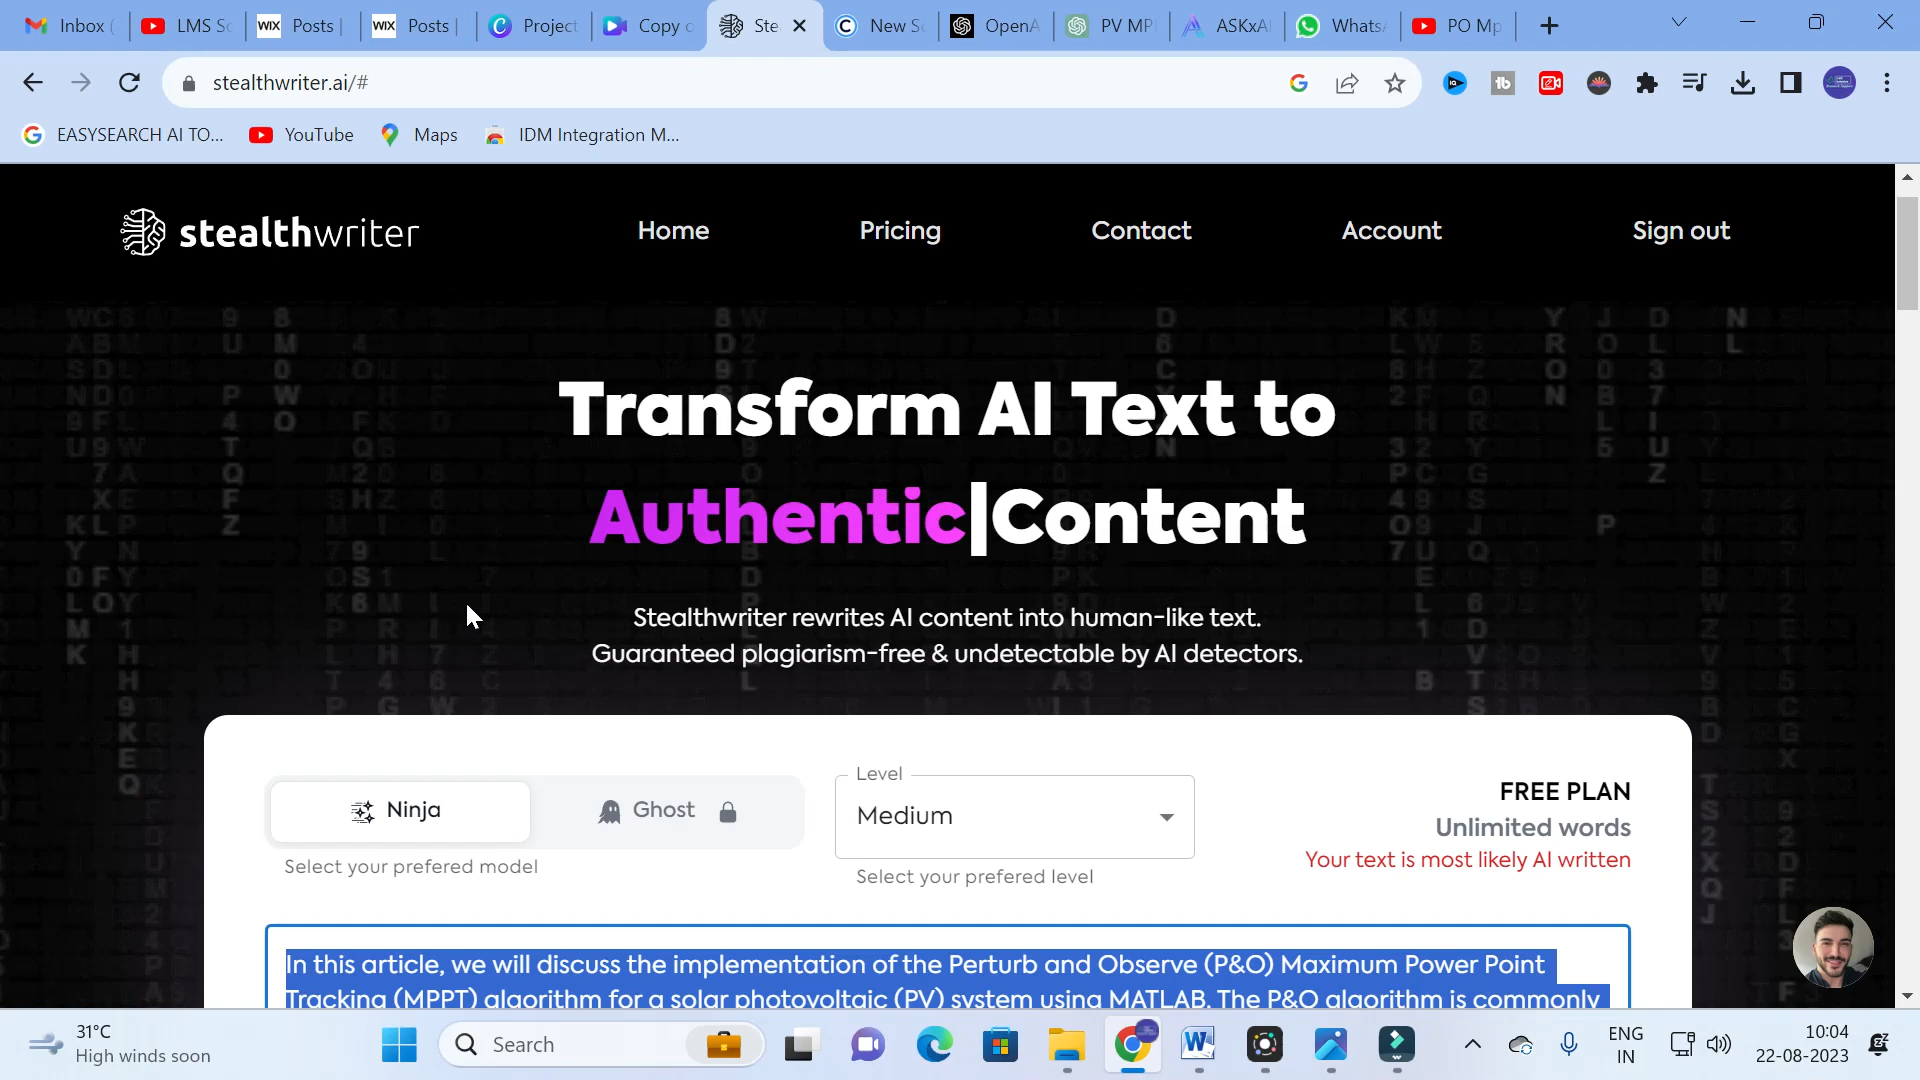 Inbox (
LMS So
WIX Posts |
WIX Posts |
Project
Copy o
Ste
New So
OpenA
PV MP
ASKxA
Whats
PO Mp
stealthwriter.ai/#
EASYSEARCH AI TO...
YouTube
Maps
IDM Integration M...
stealthwriter
Home
Pricing
Contact
Account
Sign out
Transform AI Text to
Authentic|Content
Stealthwriter rewrites AI content into human-like text.
Guaranteed plagiarism-free & undetectable by AI detectors.
Ninja
Ghost
Select your prefered model
Level
Medium
Select your prefered level
FREE PLAN
Unlimited words
Your text is most likely AI written
In this article, we will discuss the implementation of the Perturb and Observe (P&O) Maximum Power Point
Tracking (MPPT) algorithm for a solar photovoltaic (PV) system using MATLAB. The P&O algorithm is commonly
31°C
High winds soon
Search
ENG
IN
10:04
22-08-2023